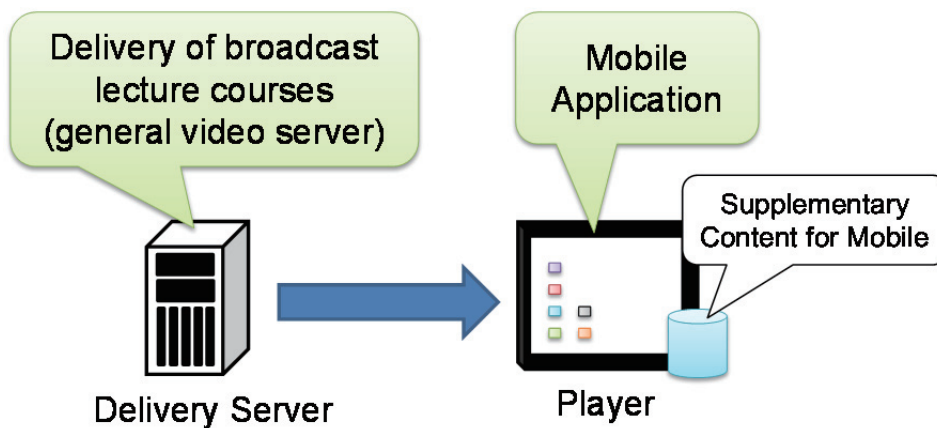 Delivery of broadcast
lecture courses
(general video server)
Mobile
Application
Supplementary
Content for Mobile
Delivery Server
Player